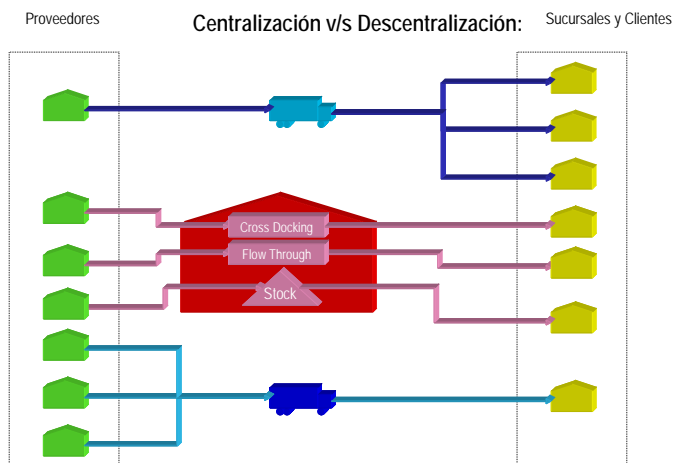 Proveedores
Centralización v/s Descentralización:
Sucursales y Clientes
Cross Docking
Flow Through
Stock